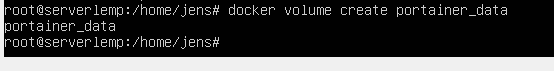 root@serverlemp:/home/jens# docker volume create portainer_data
portainer_data
root@serverlemp:/home/jens#